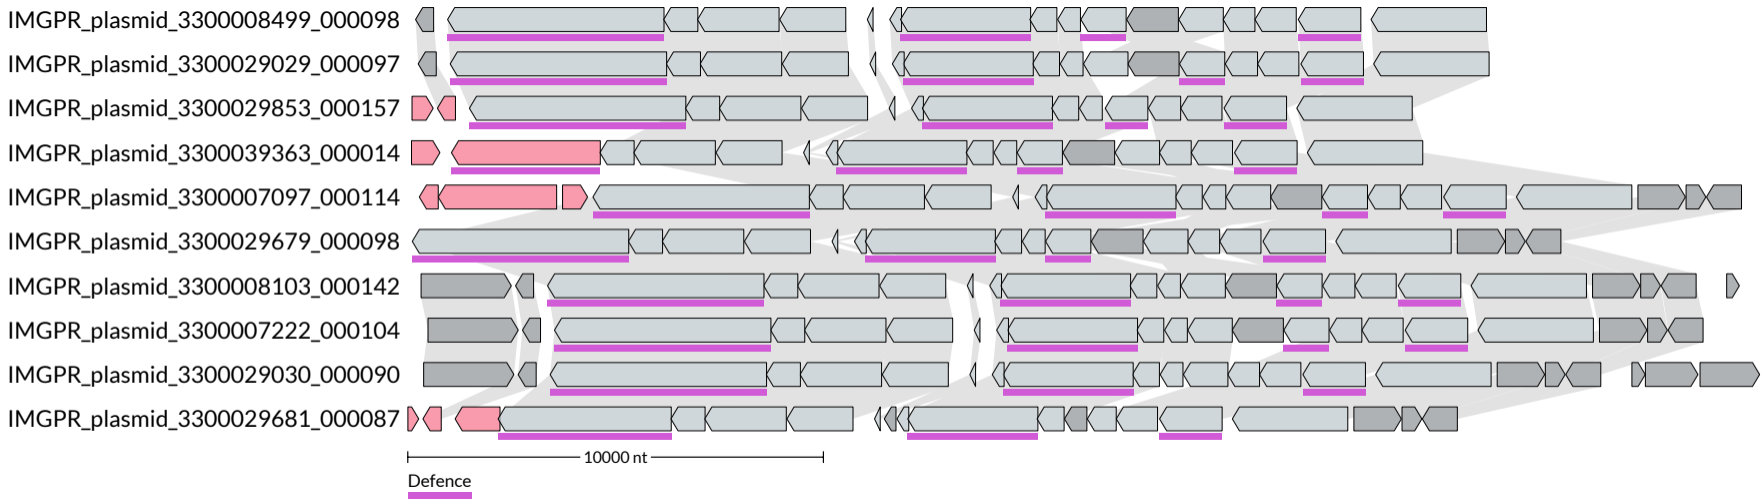 IMGPR_plasmid_3300008499_000098
IMGPR_plasmid_3300029029_000097
IMGPR_plasmid_3300029853_000157
IMGPR_plasmid_3300039363_000014
IMGPR_plasmid_3300007097_000114
IMGPR_plasmid_3300029679_000098
IMGPR_plasmid_3300008103_000142
IMGPR_plasmid_3300007222_000104
IMGPR_plasmid_3300029030_000090
IMGPR_plasmid_3300029681_000087
10000 nt
Defence